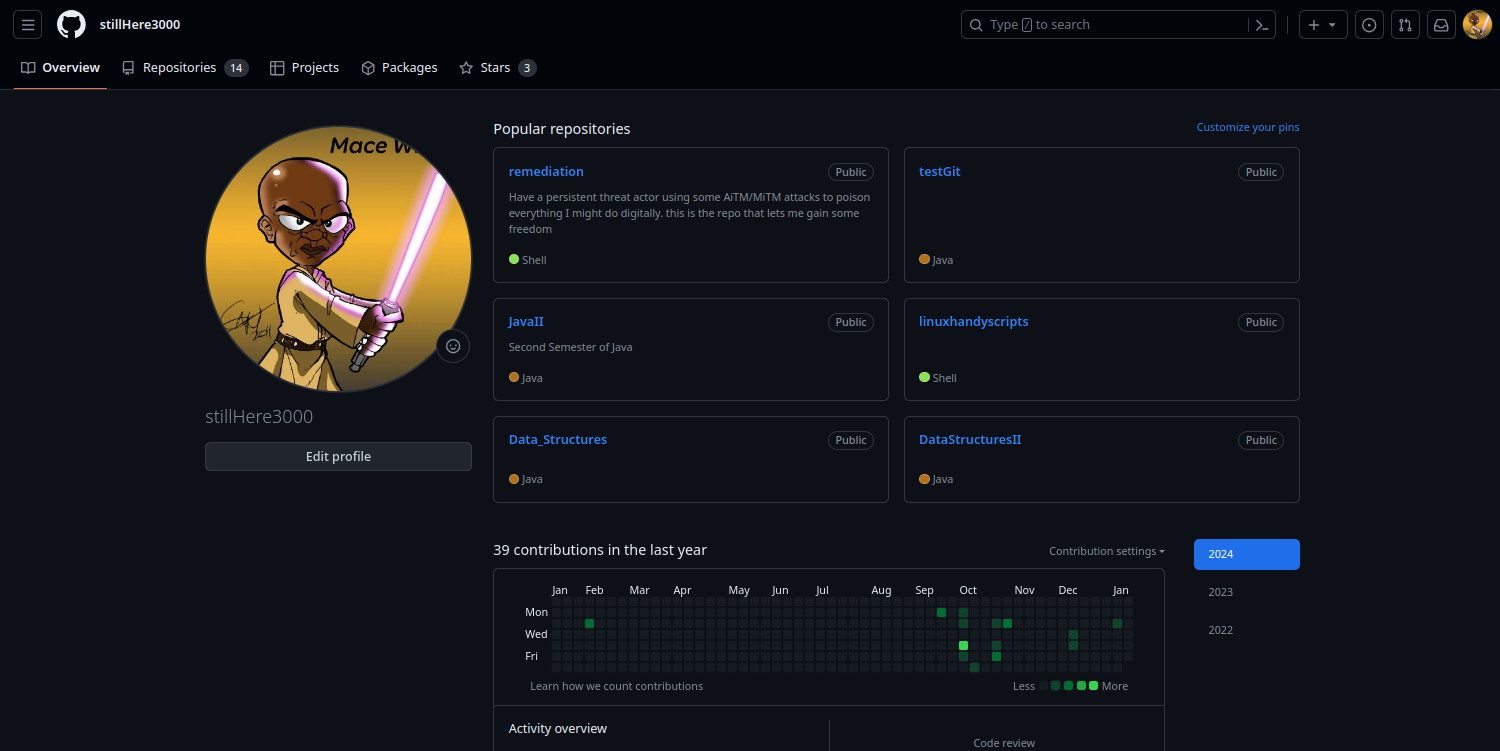 stillHere3000
Type / to search
Overview
Repositories 14
Projects
Packages
Stars 3
Mace W
stillHere3000
Edit profile
Popular repositories
Customize your pins
remediation
Public
Have a persistent threat actor using some AiTM/MiTM attacks to poison
everything I might do digitally. this is the repo that lets me gain some
freedom
Shell
testGit
Public
Java
JavaII
Public
Second Semester of Java
Java
linuxhandyscripts
Public
Shell
Data_Structures
Public
Java
DataStructuresII
Public
Java
39 contributions in the last year
Contribution settings
2024
2023
2022
Jan Feb Mar Apr May Jun Jul Aug Sep Oct Nov Dec Jan
Mon
Wed
Fri
Learn how we count contributions
Less
More
Activity overview
Code review